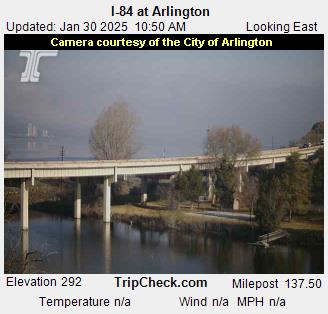 I-84 at Arlington
Updated: Jan 30 2025 10:50 AM Looking East
Camera courtesy of the City of Arlington
Elevation 292 TripCheck.com Milepost 137.50
Temperature n/a Wind n/a MPH n/a